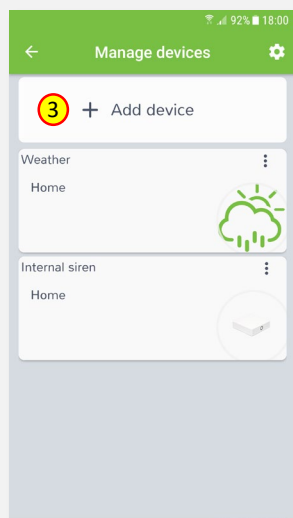 92% 18:00
Manage devices
3 + Add device
Weather
Home
Internal siren
Home